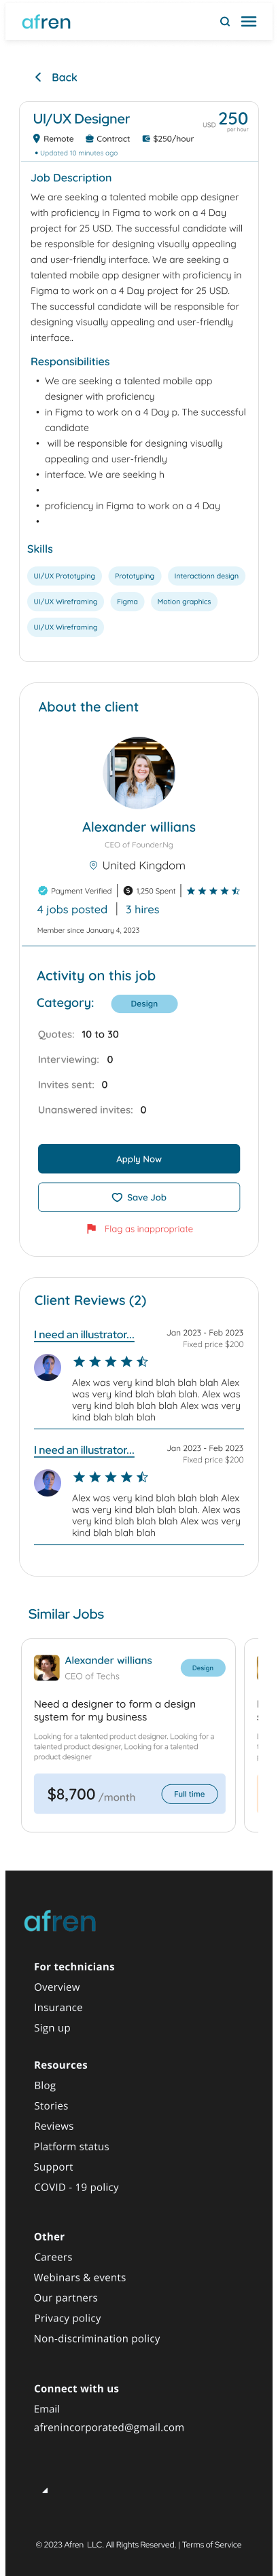 afren
Back
UI/UX Designer
USD 250
per hour
Remote Contract $250/hour
Updated 10 minutes ago
Job Description
We are seeking a talented mobile app designer
with proficiency in Figma to work on a 4 Day
project for 25 USD. The successful candidate will
be responsible for designing visually appealing
and user-friendly interface. We are seeking a
talented mobile app designer with proficiency in
Figma to work on a 4 Day project for 25 USD.
The successful candidate will be responsible for
designing visually appealing and user-friendly
interface..
Responsibilities
• We are seeking a talented mobile app
designer with proficiency
• in Figma to work on a 4 Day p. The successful
candidate
• will be responsible for designing visually
appealing and user-friendly
• interface. We are seeking h
•
• proficiency in Figma to work on a 4 Day
•
Skills
UI/UX Prototyping Prototyping Interactionn design
UI/UX Wireframing Figma Motion graphics
UI/UX Wireframing
About the client
Alexander willians
CEO of Founder.Ng
United Kingdom
Payment Verified | $ 1,250 Spent |
4 jobs posted | 3 hires
Member since January 4, 2023
Activity on this job
Category: Design
Quotes: 10 to 30
Interviewing: 0
Invites sent: 0
Unanswered invites: 0
Apply Now
Save Job
Flag as inappropriate
Client Reviews (2)
I need an illustrator... Jan 2023 - Feb 2023
Fixed price $200
Alex was very kind blah blah blah Alex
was very kind blah blah blah. Alex was
very kind blah blah blah Alex was very
kind blah blah blah
I need an illustrator... Jan 2023 - Feb 2023
Fixed price $200
Alex was very kind blah blah blah Alex
was very kind blah blah blah. Alex was
very kind blah blah blah Alex was very
kind blah blah blah
Similar Jobs
Alexander willians
CEO of Techs
Design
Need a designer to form a design
system for my business
Looking for a talented product designer, Looking for a
talented product designer, Looking for a talented
product designer
$8,700 /month Full time
afren
For technicians
Overview
Insurance
Sign up
Resources
Blog
Stories
Reviews
Platform status
Support
COVID - 19 policy
Other
Careers
Webinars & events
Our partners
Privacy policy
Non-discrimination policy
Connect with us
Email
afrenincorporated@gmail.com
© 2023 Afren LLC. All Rights Reserved. | Terms of Service